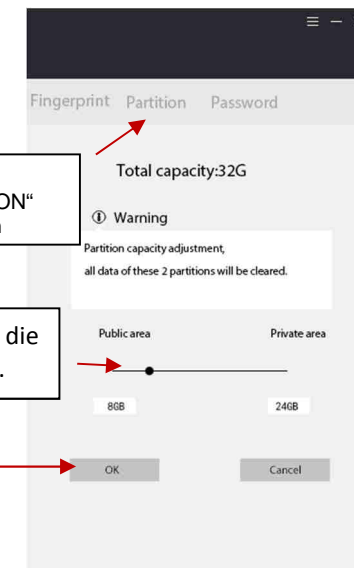 Fingerprint Partition Password
Total capacity:32G
ON“
Warning
Partition capacity adjustment,
all data of these 2 partitions will be cleared.
die
.
Public area Private area
8GB 24GB
OK Cancel